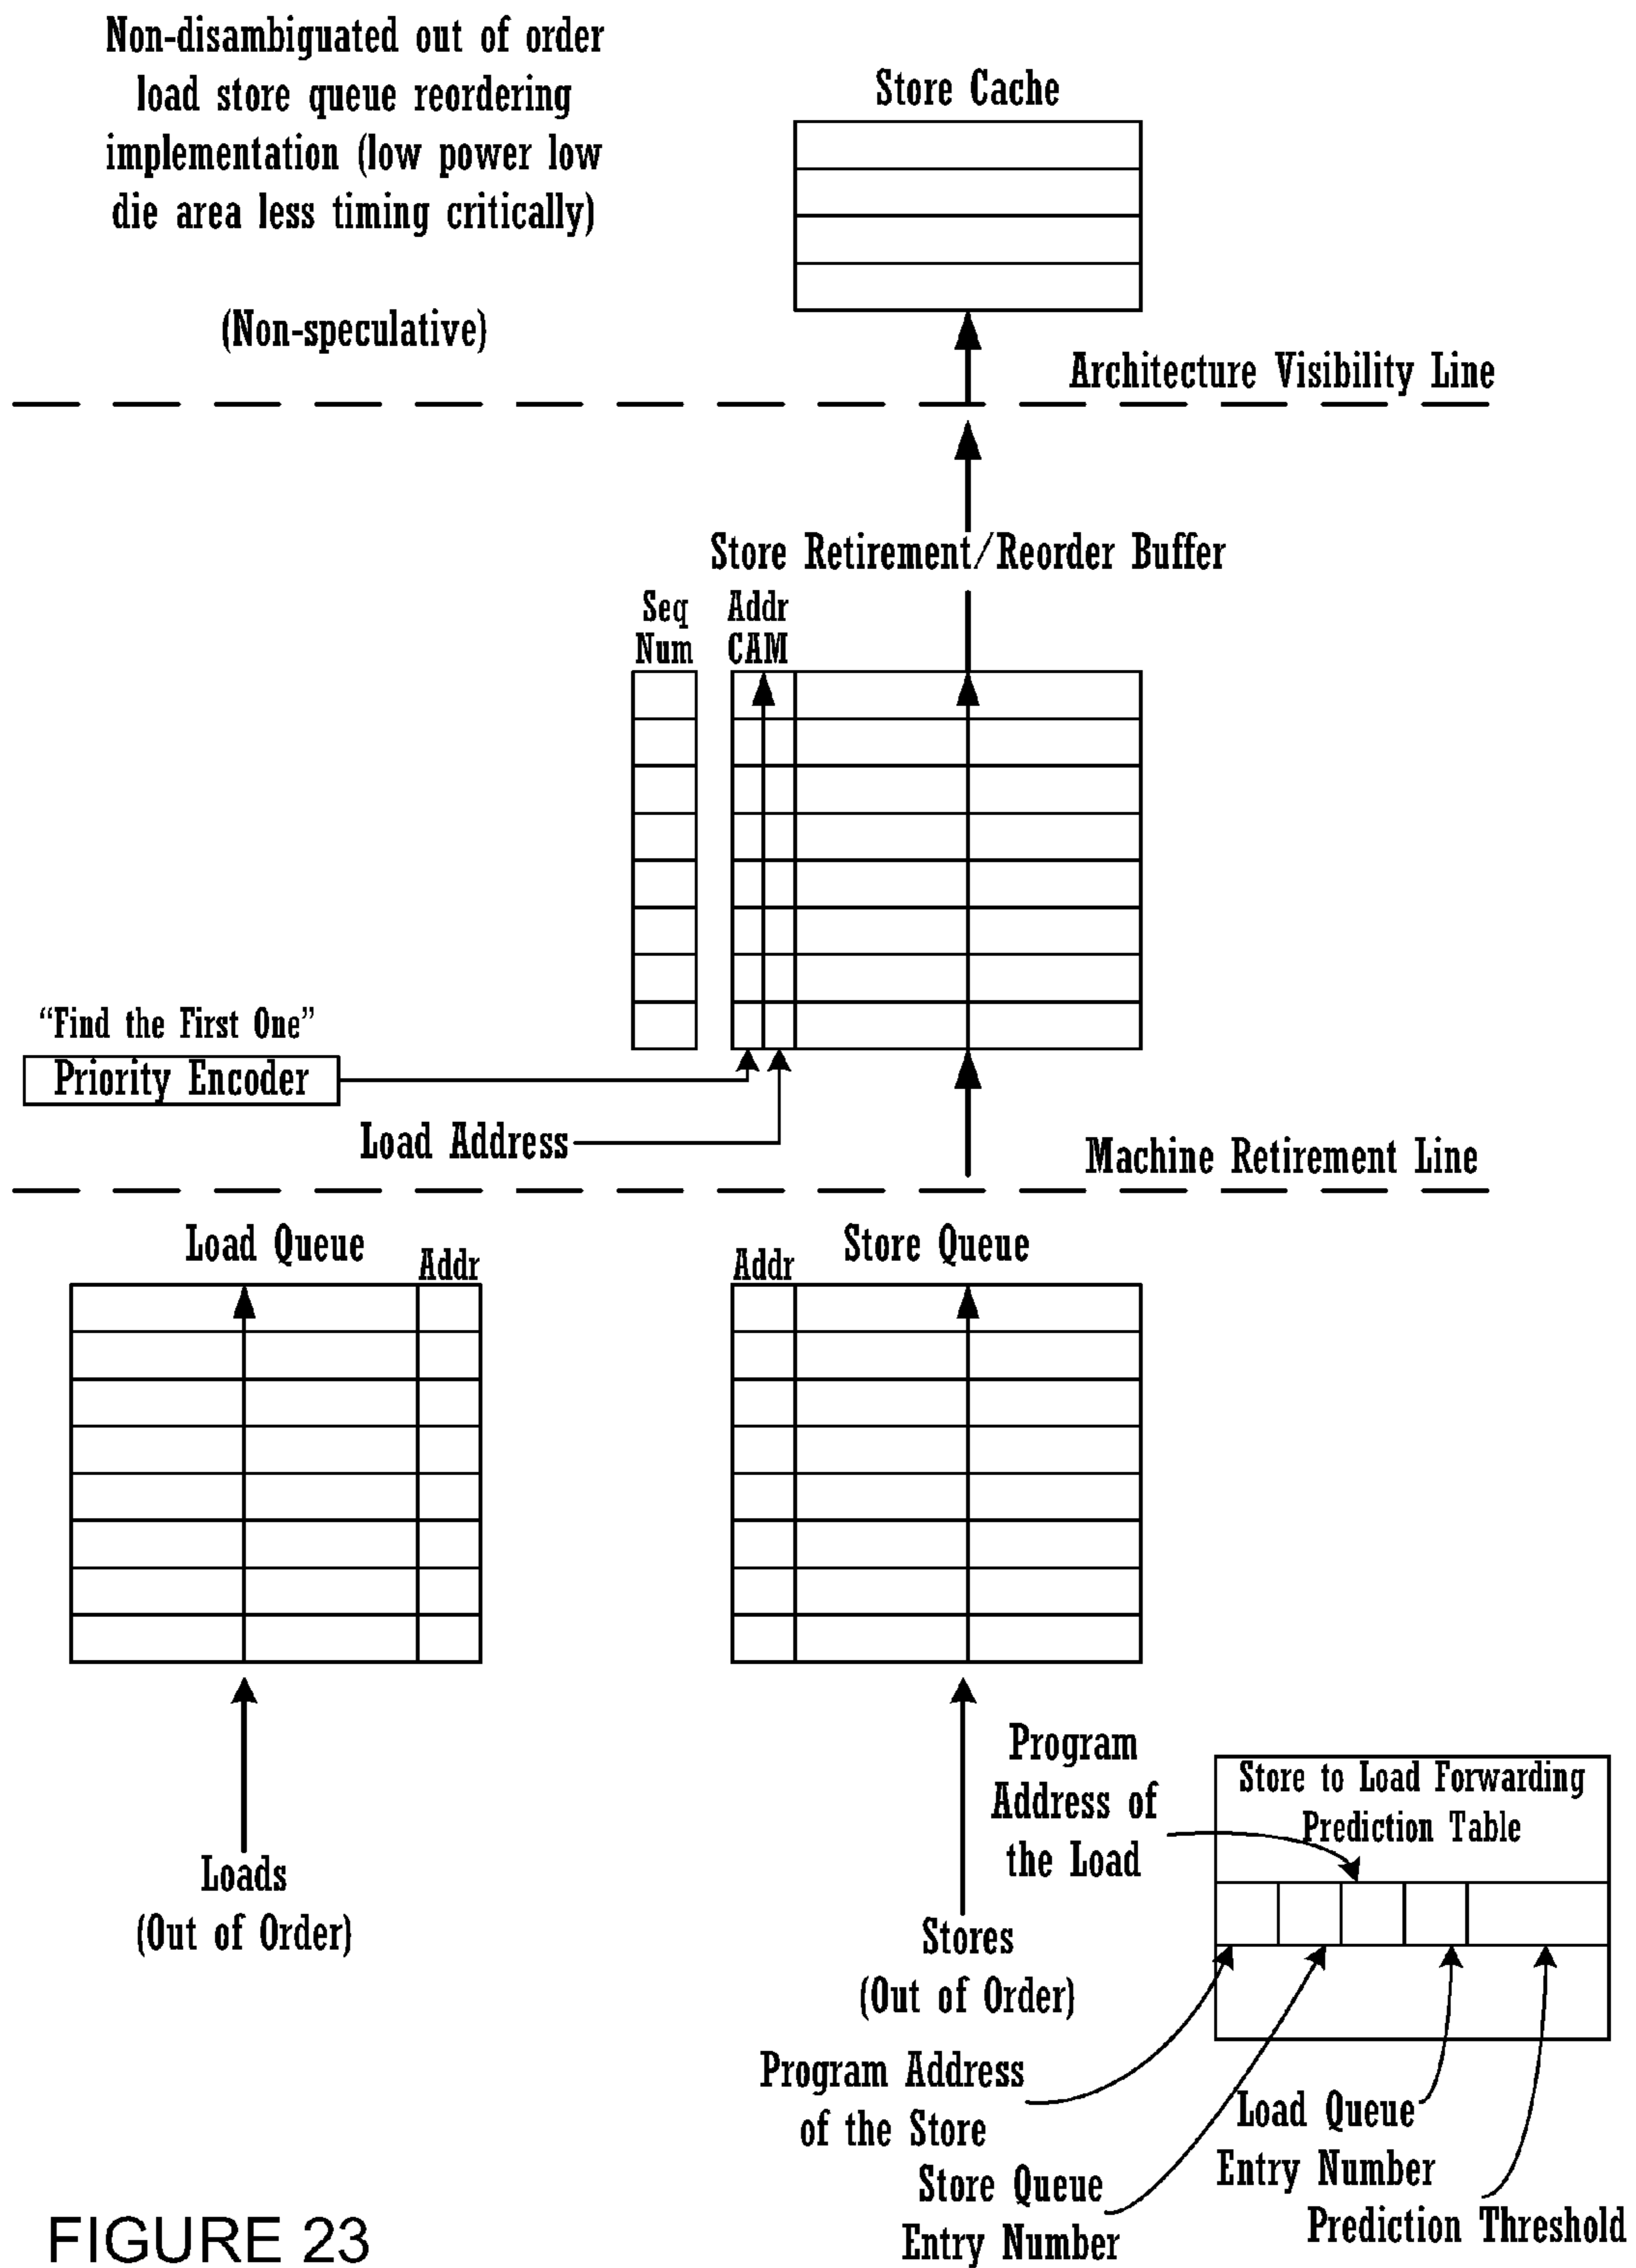 Non-disambiguated out of order
load store queue reordering
implementation (low power low
die area less timing critically)
(Non-speculative)
Store Cache
Architecture Visibility Line
Store Retirement/Reorder Buffer
Seq
Num
Addr
CAM
"Find the First One"
Priority Encoder
Load Address
Machine Retirement Line
Load Queue
Addr
Addr
Store Queue
Loads
(Out of Order)
Stores
(Out of Order)
Program
Address of
the Load
Store to Load Forwarding
Prediction Table
Program Address
of the Store
Store Queue
Entry Number
Load Queue
Entry Number
Prediction Threshold
FIGURE 23